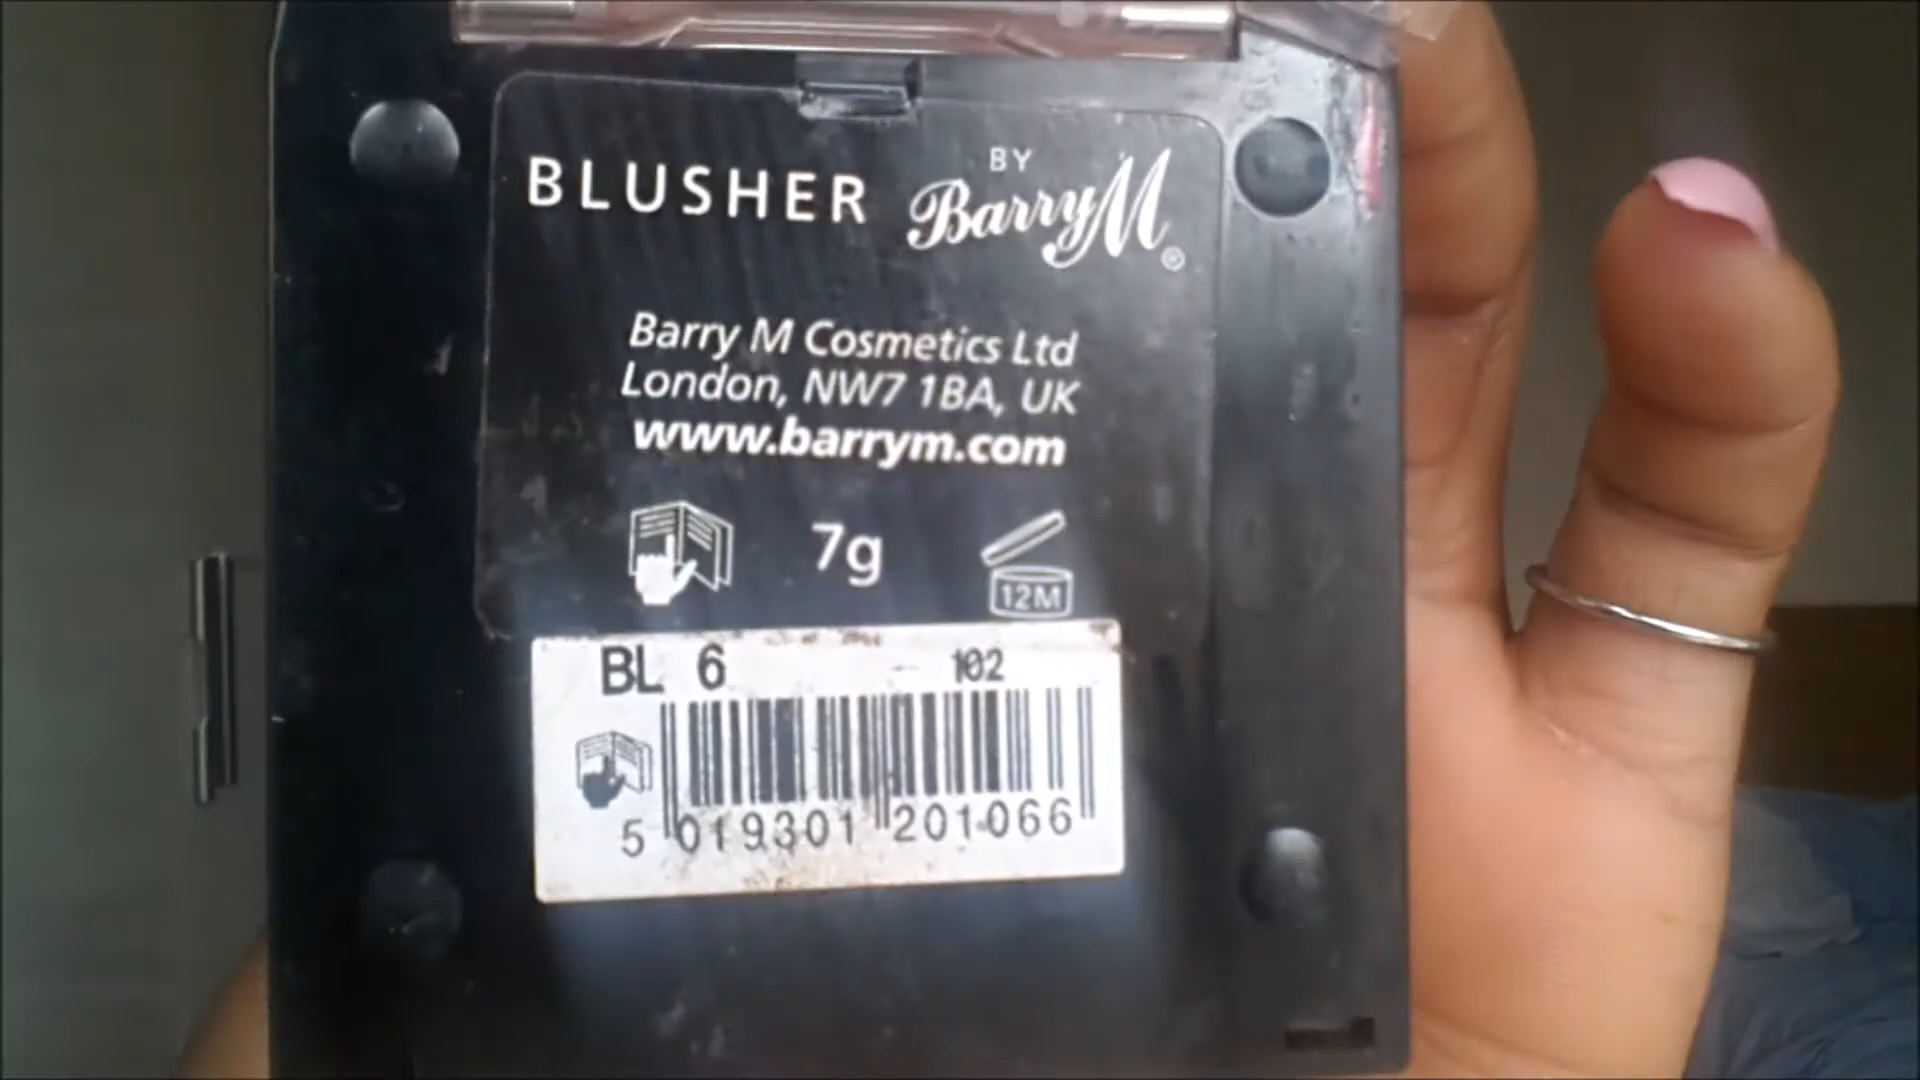 BLUSHER BY BarryM®
Barry M Cosmetics Ltd
London, NW7 1BA, UK
www.barrym.com
7g
12M
BL 6 102
5 019301 201066